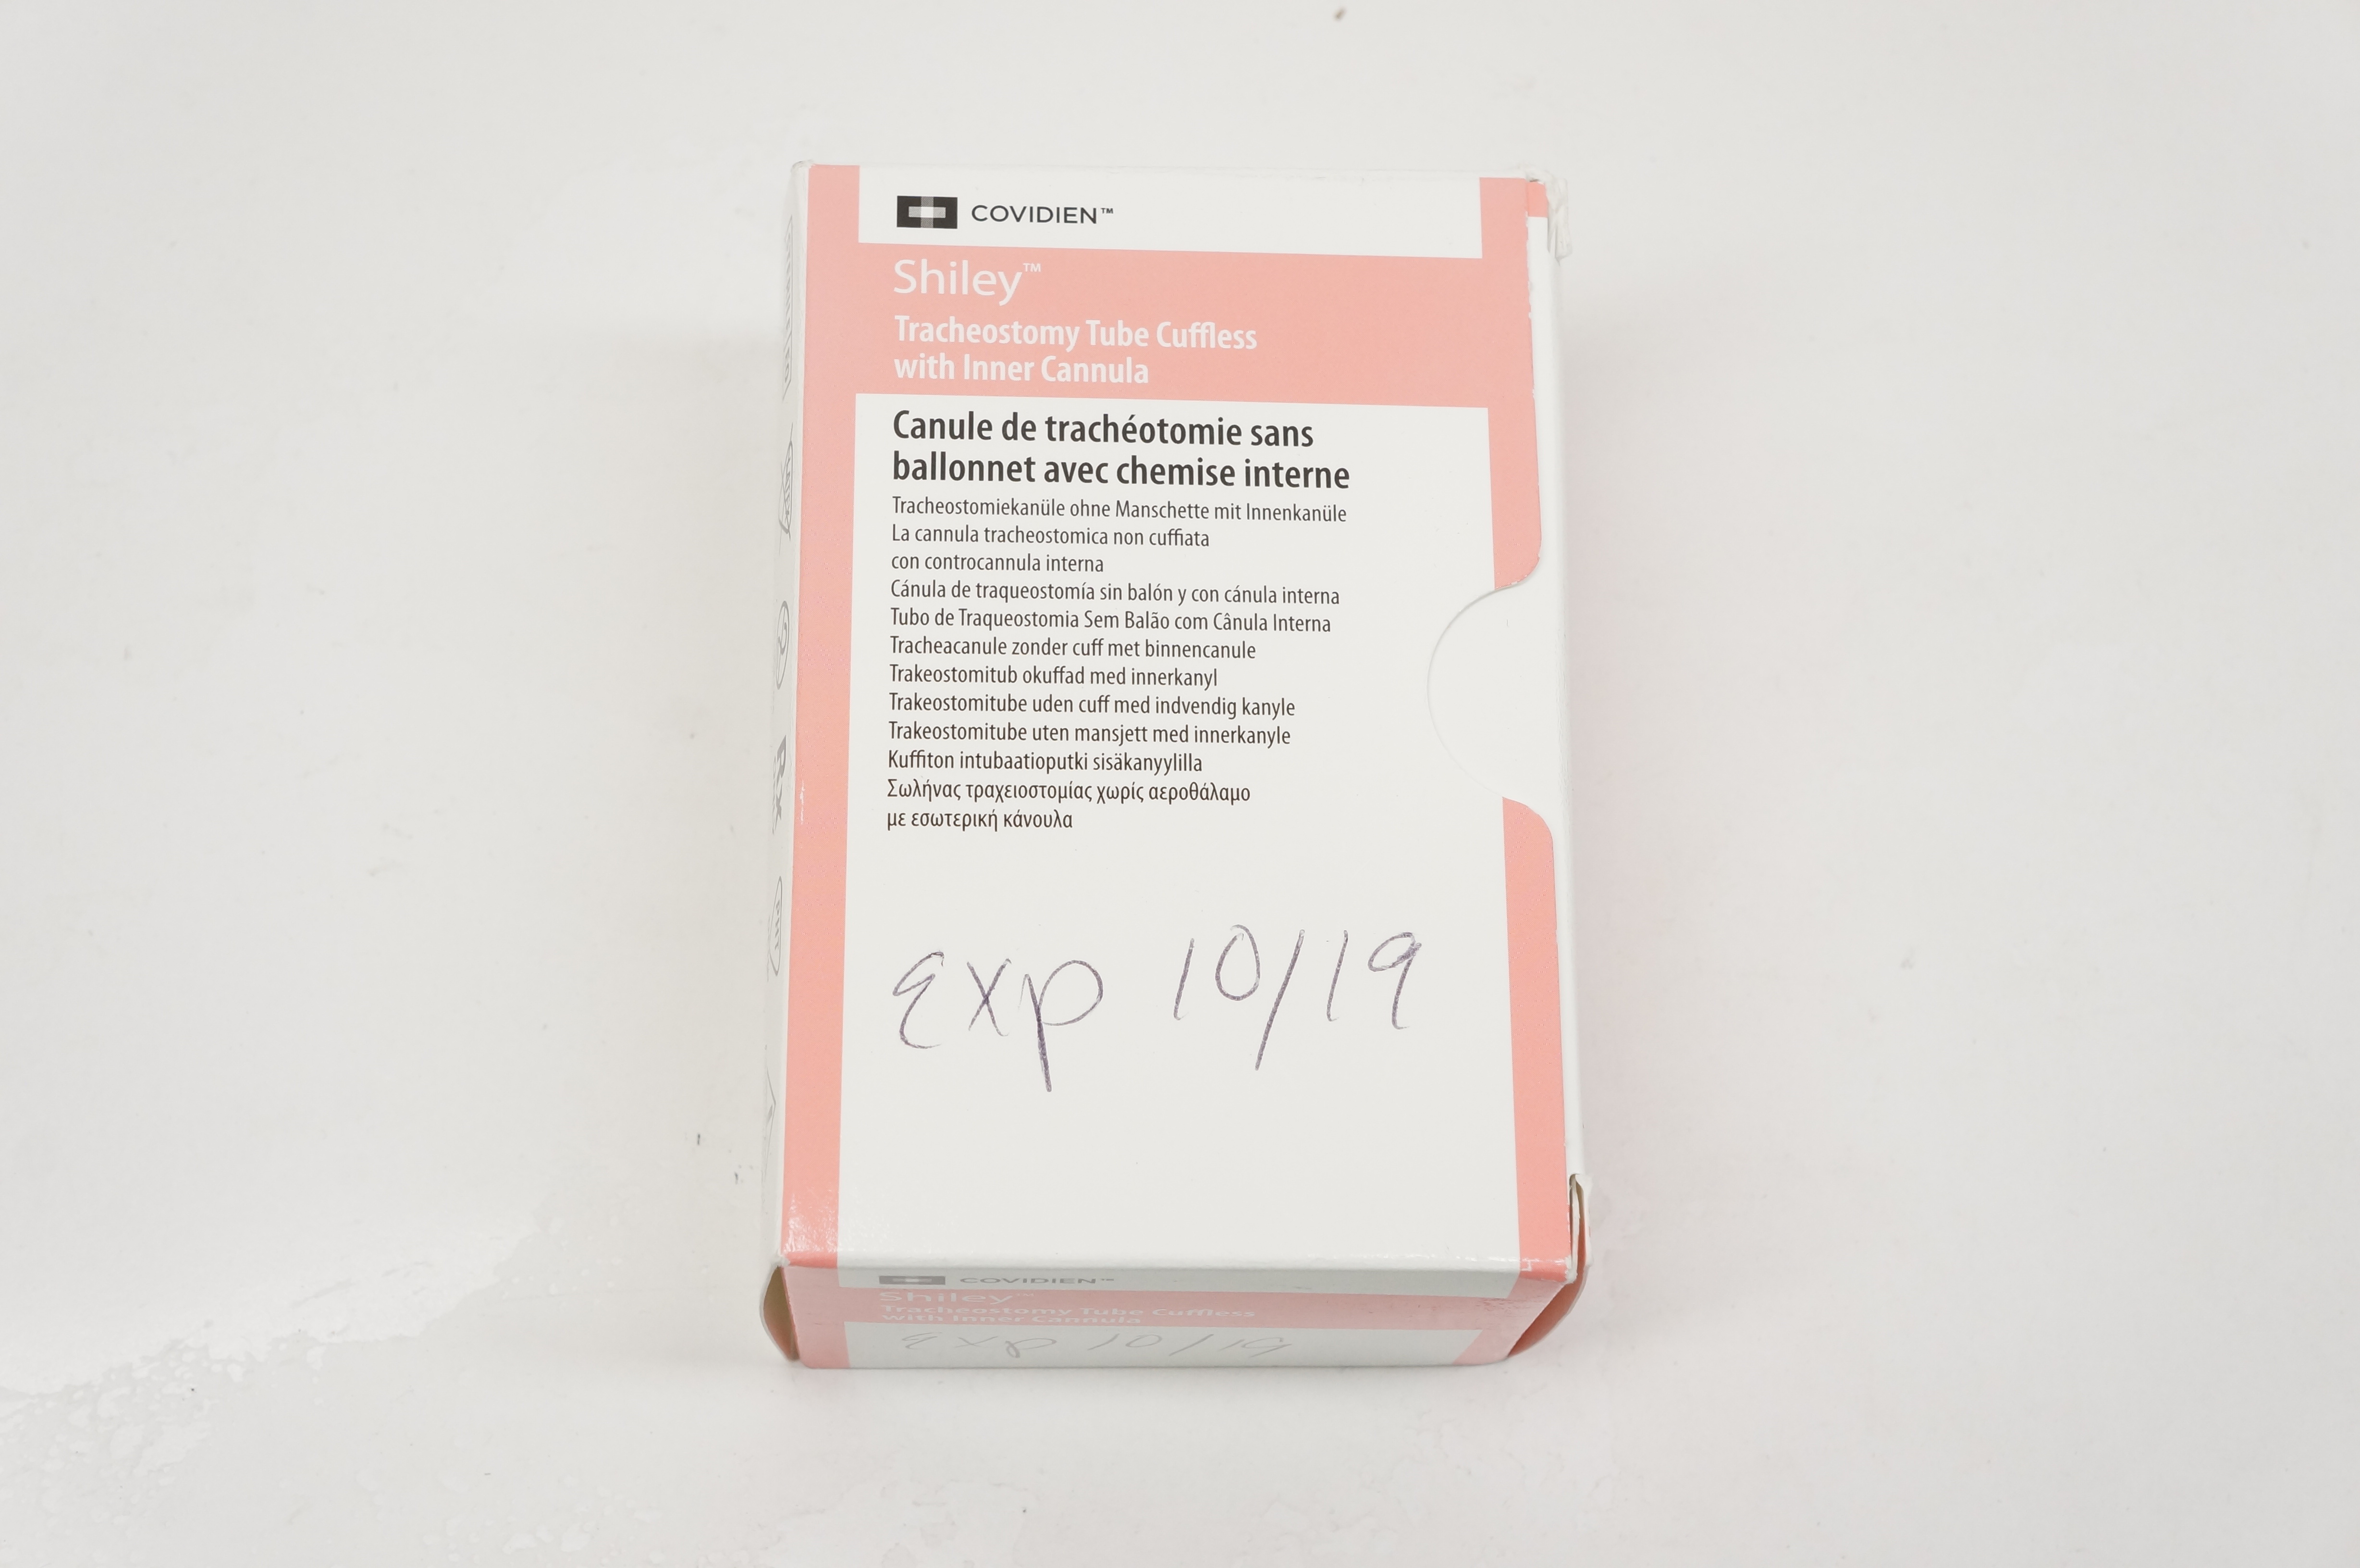 COVIDIEN™
Shiley™
Tracheostomy Tube Cuffless
with Inner Cannula
Canule de trachéotomie sans
ballonnet avec chemise interne
Tracheostomiekanüle ohne Manschette mit Innenkanüle
La cannula tracheostomica non cuffiata
con controcannula interna
Cánula de traqueostomía sin balón y con cánula interna
Tubo de Traqueostomia Sem Balão com Cânula Interna
Tracheacanule zonder cuff met binnencanule
Trakeostomitub okuffad med innerkanyl
Trakeostomitube uden cuff med indvendig kanyle
Trakeostomitube uten mansjett med innerkanyle
Kuffiton intubaatioputki sisäkanyylilla
Σωλήνας τραχειοστομίας χωρίς αεροθάλαμο
με εσωτερική κάνουλα
exp 10/19
COVIDIEN™
Shiley™
Tracheostomy Tube Cuffless
with Inner Cannula
exp 10/19